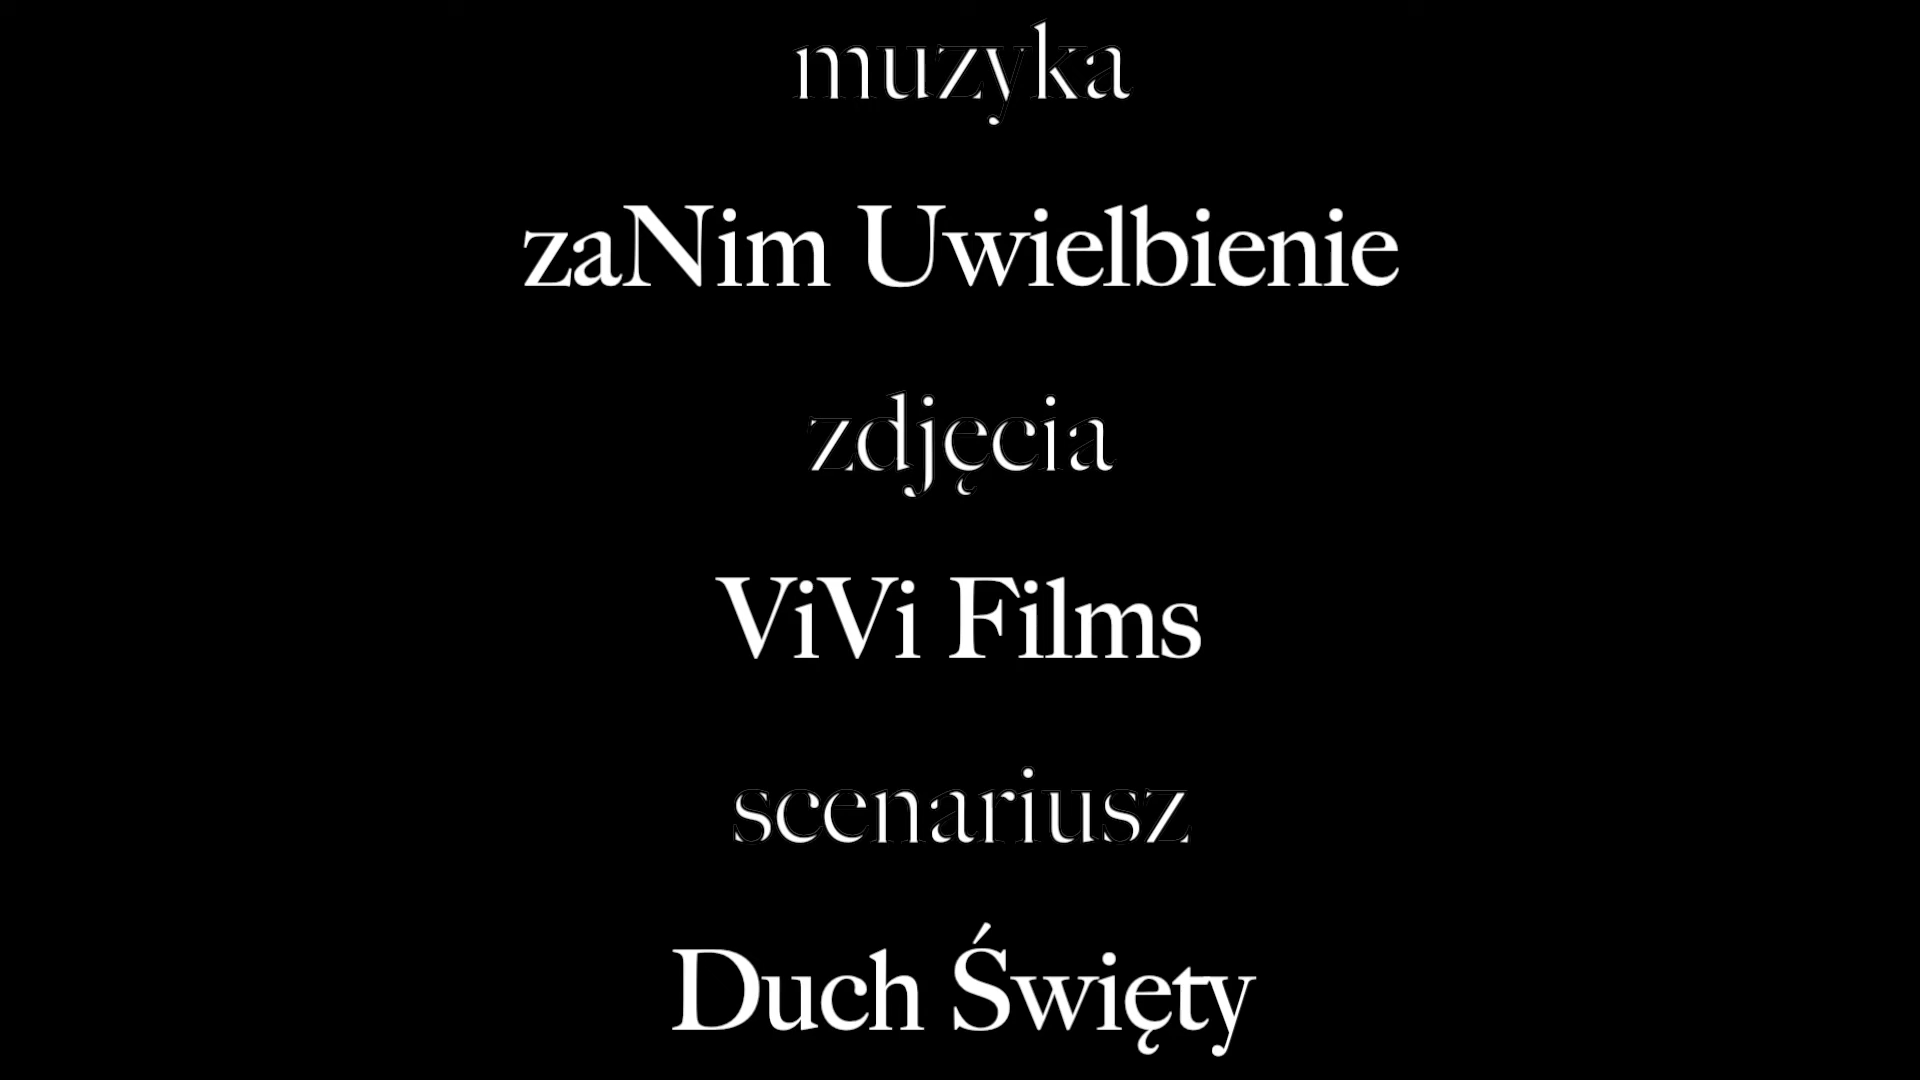 muzyka
zaNim Uwielbienie
zdjęcia
ViVi Films
scenariusz
Duch Święty